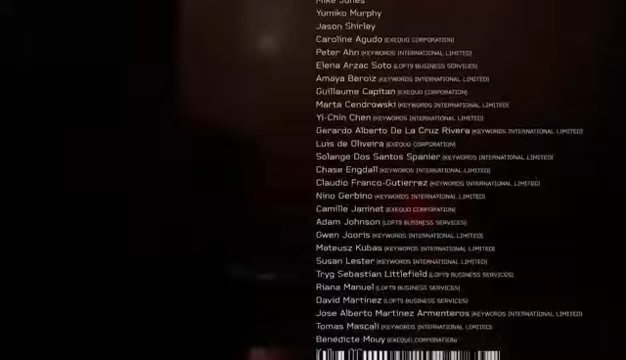 Mike Jones
Yumiko Murphy
Jason Shirley
Caroline Agudo (EXEQUO CORPORATION)
Peter Ahn (KEYWORDS INTERNATIONAL LIMITED)
Elena Arzac Soto (LOFT9 BUSINESS SERVICES)
Amaya Beroiz (KEYWORDS INTERNATIONAL LIMITED)
Guillaume Capitan (EXEQUO CORPORATION)
Marta Cendrowski (KEYWORDS INTERNATIONAL LIMITED)
Yi-Chin Chen (KEYWORDS INTERNATIONAL LIMITED)
Gerardo Alberto De La Cruz Rivera (KEYWORDS INTERNATIONAL LIMITED)
Luis de Oliveira (EXEQUO CORPORATION)
Solange Dos Santos Spanier (KEYWORDS INTERNATIONAL LIMITED)
Chase Engdall (KEYWORDS INTERNATIONAL LIMITED)
Claudio Franco-Gutierrez (KEYWORDS INTERNATIONAL LIMITED)
Nino Gerbino (KEYWORDS INTERNATIONAL LIMITED)
Camille Jarrinet (EXEQUO CORPORATION)
Adam Johnson (LOFT9 BUSINESS SERVICES)
Gwen Jooris (KEYWORDS INTERNATIONAL LIMITED)
Mateusz Kubas (KEYWORDS INTERNATIONAL LIMITED)
Susan Lester (KEYWORDS INTERNATIONAL LIMITED)
Tryg Sebastian Littlefield (LOFT9 BUSINESS SERVICES)
Riana Manuel (LOFT9 BUSINESS SERVICES)
David Martinez (LOFT9 BUSINESS SERVICES)
Jose Alberto Martinez Armenteros (KEYWORDS INTERNATIONAL LIMITED)
Tomas Mascali (KEYWORDS INTERNATIONAL LIMITED)
Benedicte Mouy (EXEQUO CORPORATION)